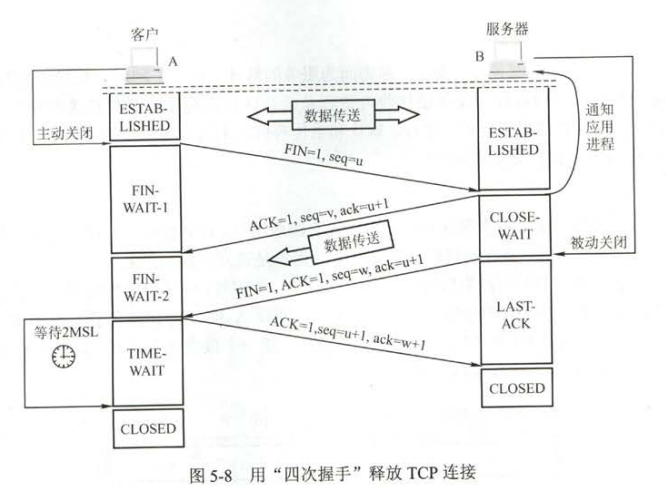 客户
服务器
A
B
ESTAB-
LISHED
数据传送
ESTAB-
LISHED
通知
应用
进程
主动关闭
FIN=1, seq=u
FIN-
WAIT-1
ACK=1, seq=v, ack=u+1
CLOSE-
WAIT
数据传送
被动关闭
FIN-
WAIT-2
FIN=1, ACK=1, seq=w, ack=u+1
LAST-
ACK
等待2MSL
ACK=1,seq=u+1, ack=w+1
TIME-
WAIT
CLOSED
CLOSED
图 5-8 用“四次握手”释放 TCP 连接